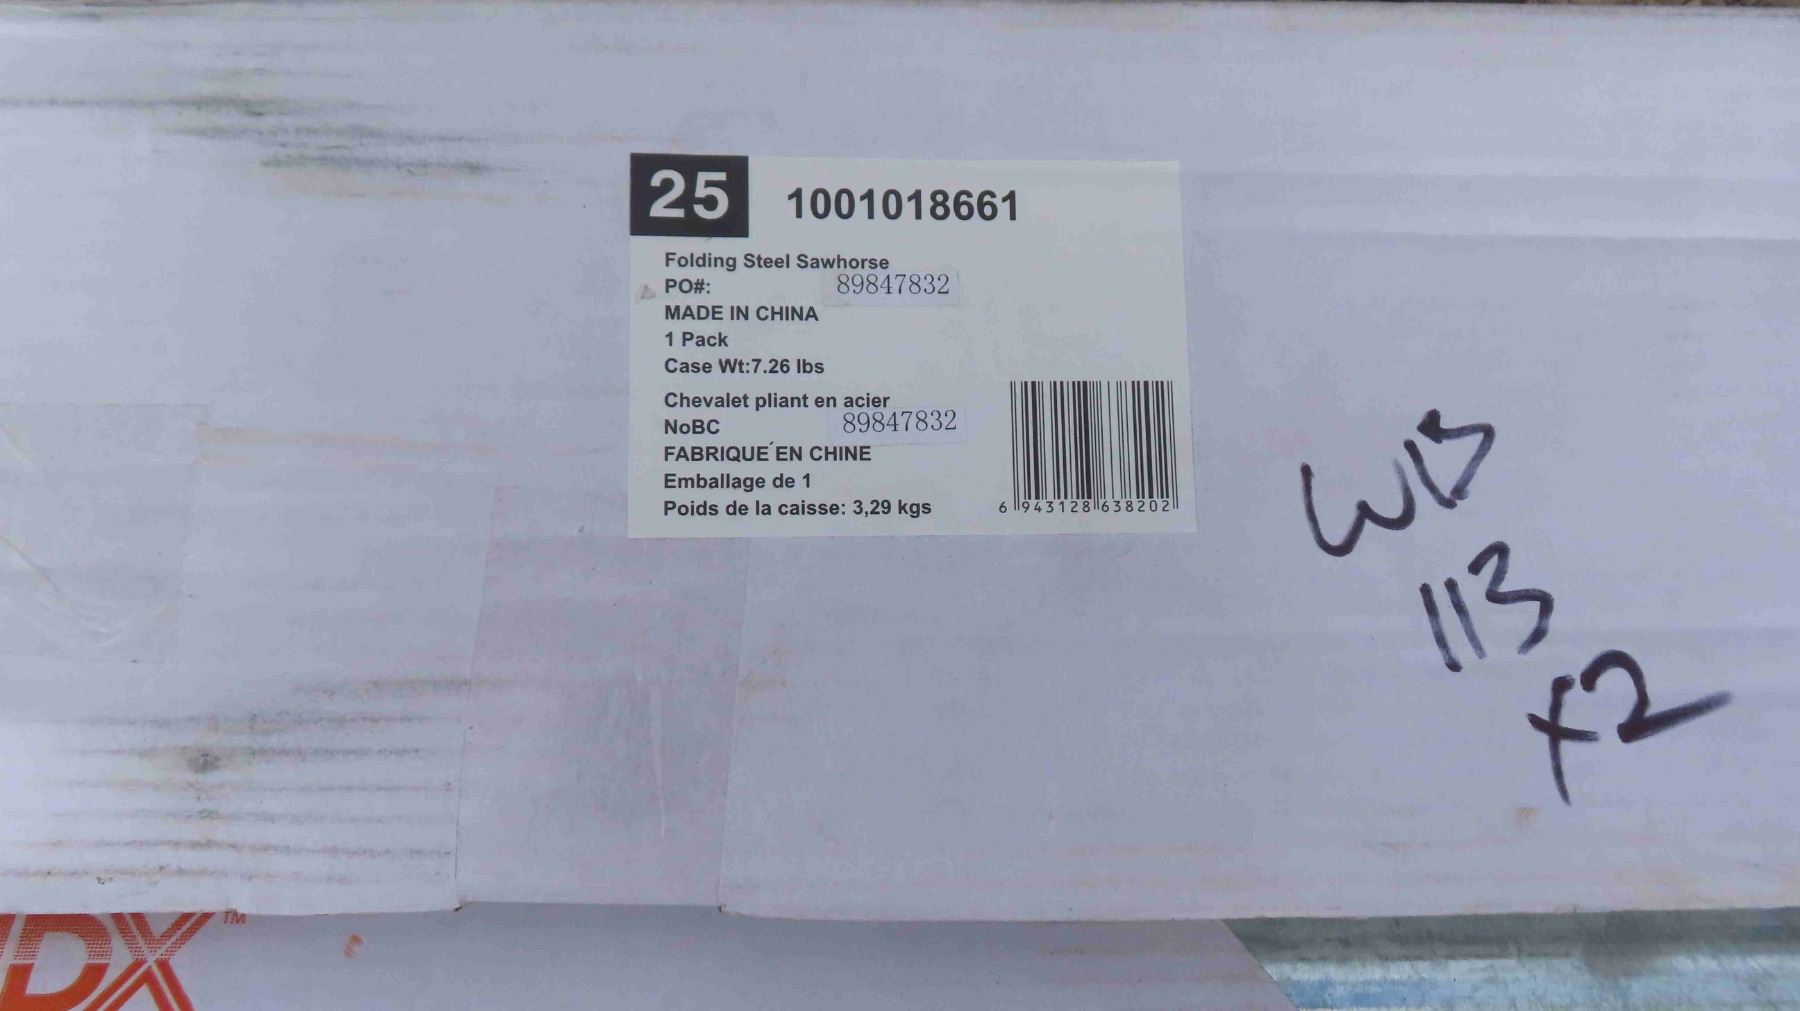 25 1001018661
Folding Steel Sawhorse
PO#: 89847832
MADE IN CHINA
1 Pack
Case Wt:7.26 lbs
Chevalet pliant en acier
NoBC 89847832
FABRIQUÉ EN CHINE
Emballage de 1
Poids de la caisse: 3,29 kgs
6 943128 638202
113
x2
DX™